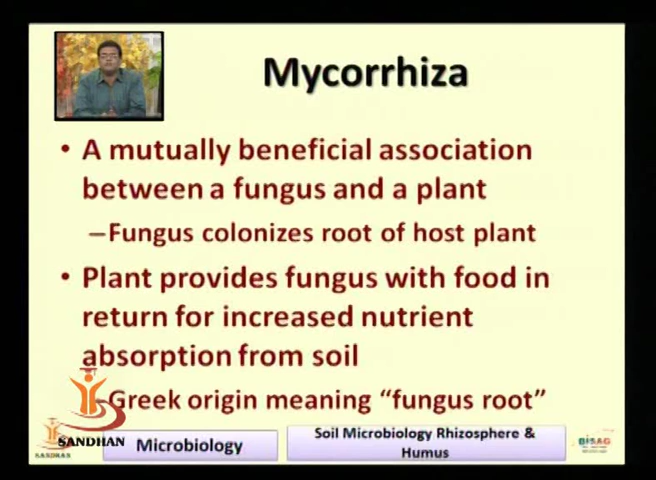 Mycorrhiza
• A mutually beneficial association
between a fungus and a plant
–Fungus colonizes root of host plant
• Plant provides fungus with food in
return for increased nutrient
absorption from soil
–Greek origin meaning “fungus root”
SANDHAN
SANDHAN
Microbiology
Soil Microbiology Rhizosphere &
Humus
BISAG